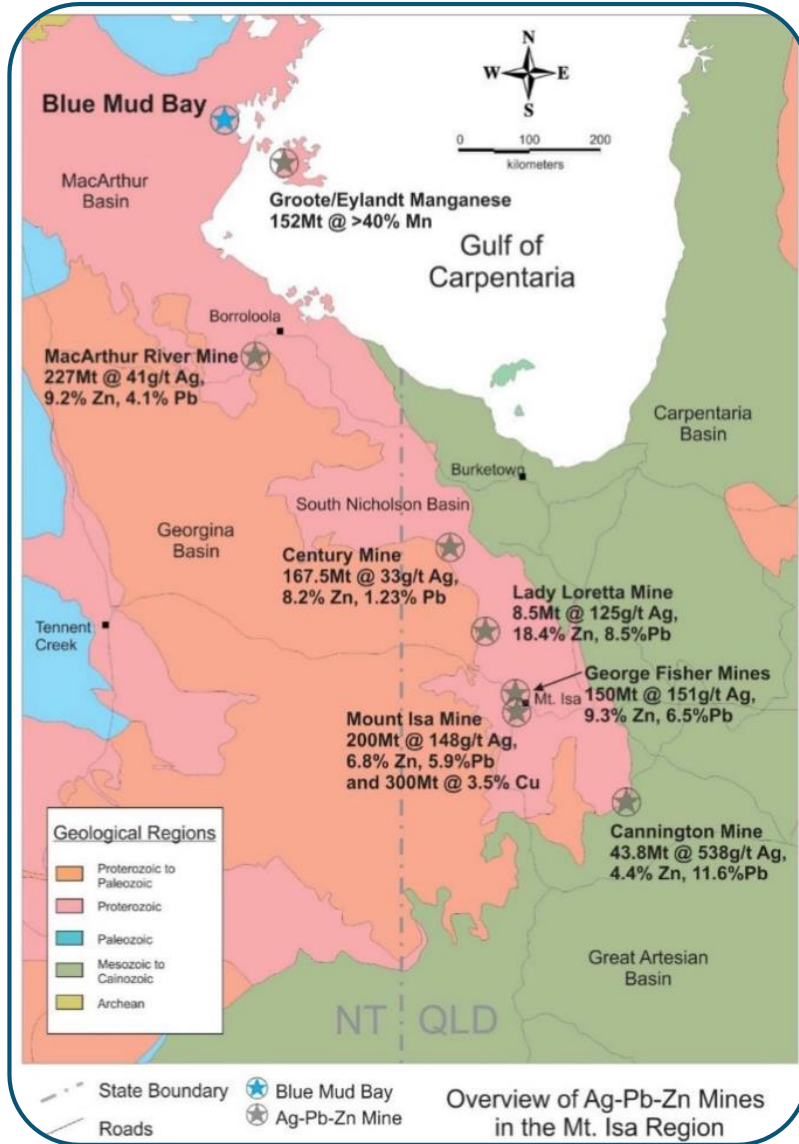 N
W E
S
Blue Mud Bay
0 100 200
kilometers
MacArthur
Basin
Groote/Eylandt Manganese
152Mt @ >40% Mn
Gulf of
Carpentaria
Borroloola
MacArthur River Mine
227Mt @ 41g/t Ag,
9.2% Zn, 4.1% Pb
Carpentaria
Basin
Burketown
South Nicholson Basin
Georgina
Basin
Century Mine
167.5Mt @ 33g/t Ag,
8.2% Zn, 1.23% Pb
Lady Loretta Mine
8.5Mt @ 125g/t Ag,
18.4% Zn, 8.5%Pb
Tennent
Creek
George Fisher Mines
150Mt @ 151g/t Ag,
9.3% Zn, 6.5%Pb
Mt. Isa
Mount Isa Mine
200Mt @ 148g/t Ag,
6.8% Zn, 5.9%Pb
and 300Mt @ 3.5% Cu
Cannington Mine
43.8Mt @ 538g/t Ag,
4.4% Zn, 11.6%Pb
Geological Regions
Proterozoic to
Paleozoic
Proterozoic
Paleozoic
Mesozoic to
Cainozoic
Archean
Great Artesian
Basin
NT QLD
State Boundary
Roads
Blue Mud Bay
Ag-Pb-Zn Mine
Overview of Ag-Pb-Zn Mines
in the Mt. Isa Region